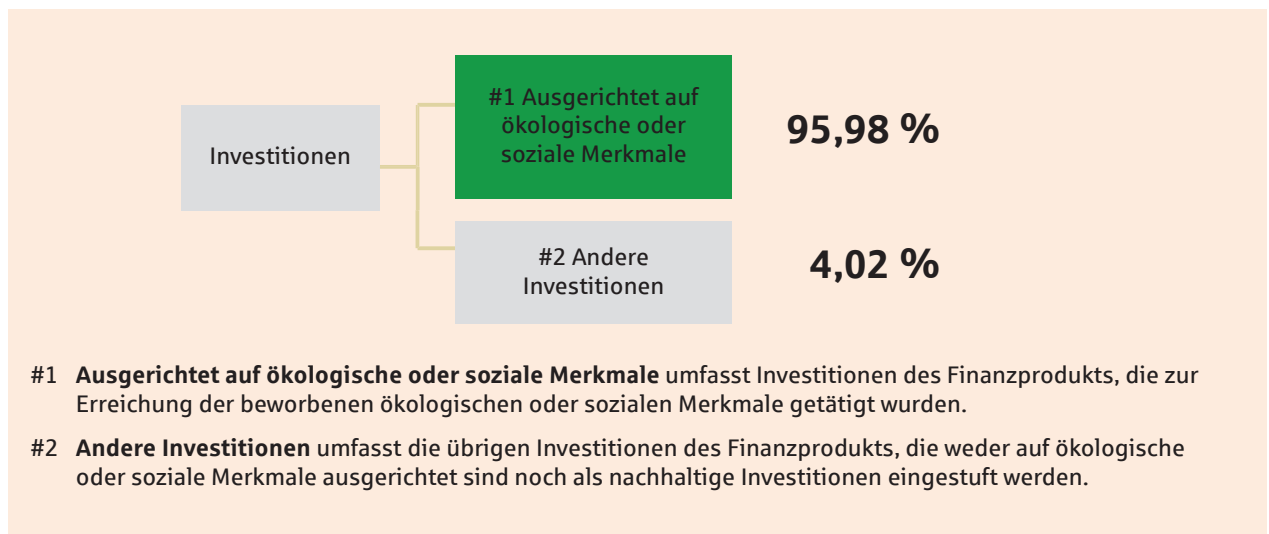 #1 Ausgerichtet auf
ökologische oder
soziale Merkmale
95,98 %
Investitionen
#2 Andere
Investitionen
4,02 %
#1 Ausgerichtet auf ökologische oder soziale Merkmale umfasst Investitionen des Finanzprodukts, die zur
Erreichung der beworbenen ökologischen oder sozialen Merkmale getätigt wurden.
#2 Andere Investitionen umfasst die übrigen Investitionen des Finanzprodukts, die weder auf ökologische
oder soziale Merkmale ausgerichtet sind noch als nachhaltige Investitionen eingestuft werden.